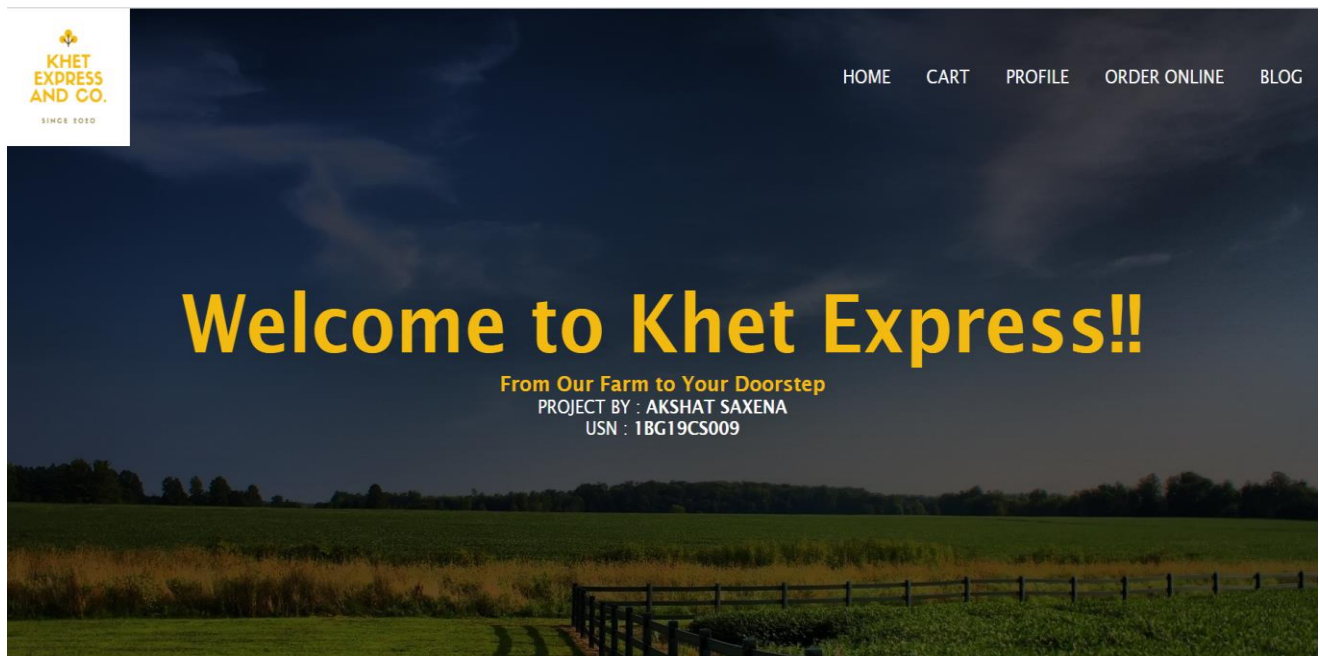 KHET
EXPRESS
AND CO.
SINCE 2020
HOME CART PROFILE ORDER ONLINE BLOG
Welcome to Khet Express!!
From Our Farm to Your Doorstep
PROJECT BY : AKSHAT SAXENA
USN : 1BG19CS009